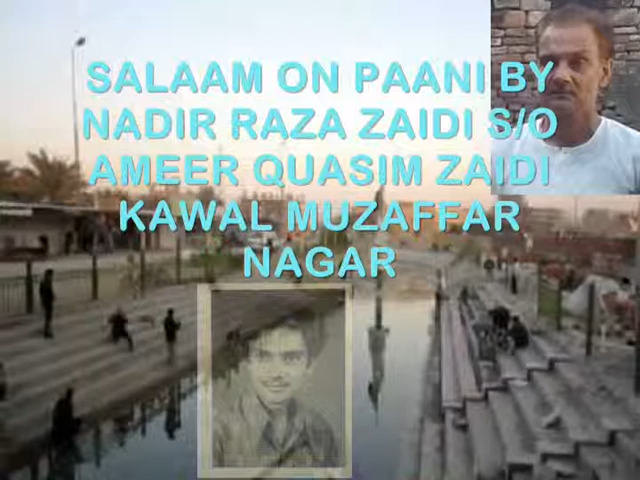 SALAAM ON PAANI BY
NADIR RAZA ZAIDI S/O
AMEER QUASIM ZAIDI
KAWAL MUZAFFAR
NAGAR